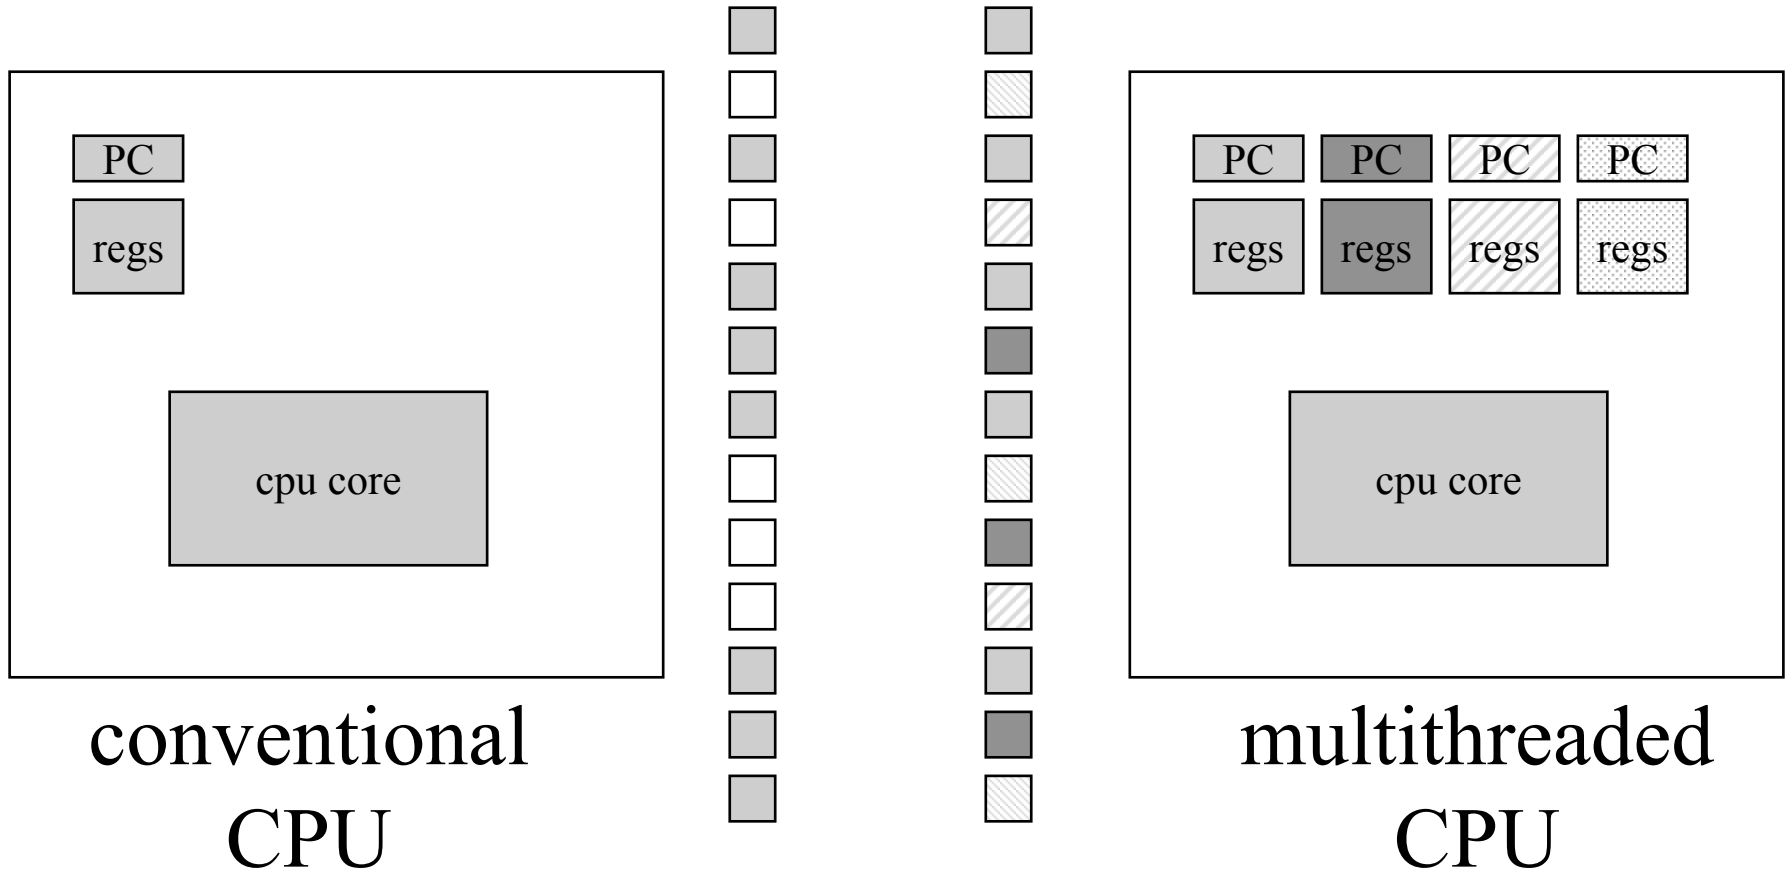 PC
regs
cpu core
conventional
CPU
PC PC PC PC
regs regs regs regs
cpu core
multithreaded
CPU